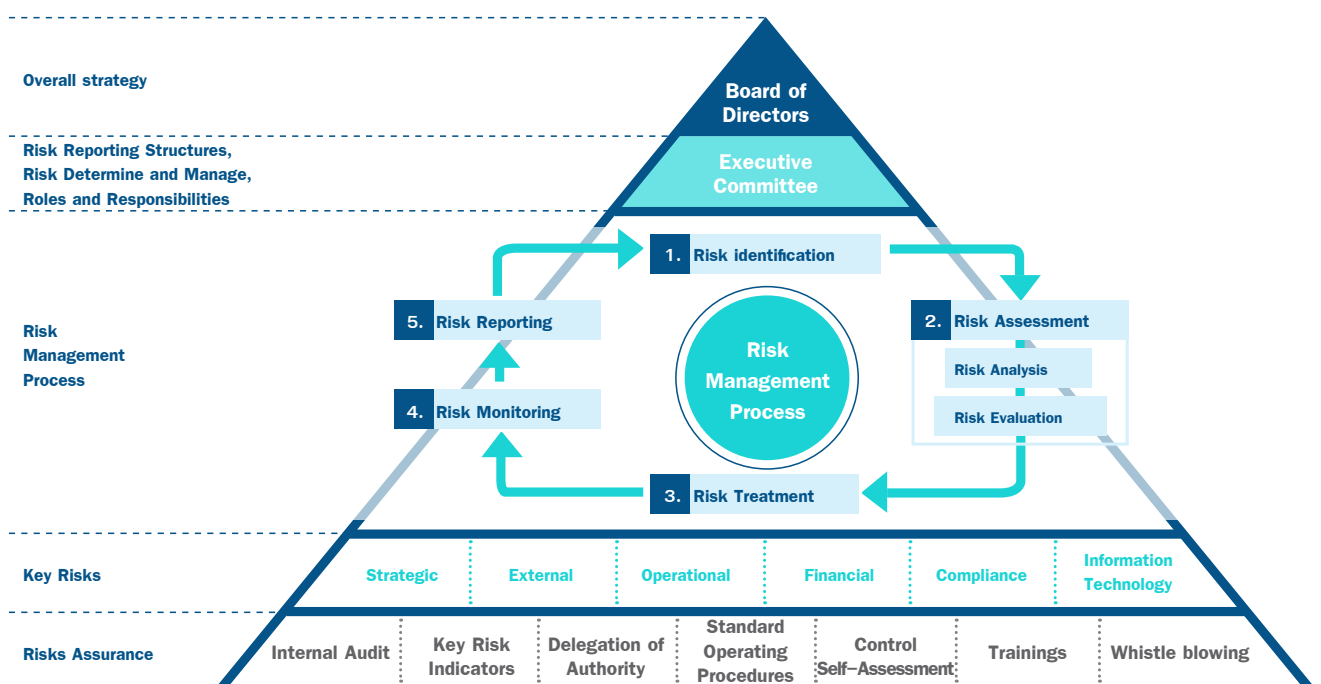 Overall strategy
Board of
Directors
Risk Reporting Structures,
Risk Determine and Manage,
Roles and Responsibilities
Executive
Committee
Risk
Management
Process
1. Risk identification
2. Risk Assessment
Risk Analysis
Risk Evaluation
3. Risk Treatment
4. Risk Monitoring
5. Risk Reporting
Risk
Management
Process
Key Risks
Strategic
External
Operational
Financial
Compliance
Information
Technology
Risks Assurance
Internal Audit
Key Risk
Indicators
Delegation of
Authority
Standard
Operating
Procedures
Control
Self-Assessment
Trainings
Whistle blowing